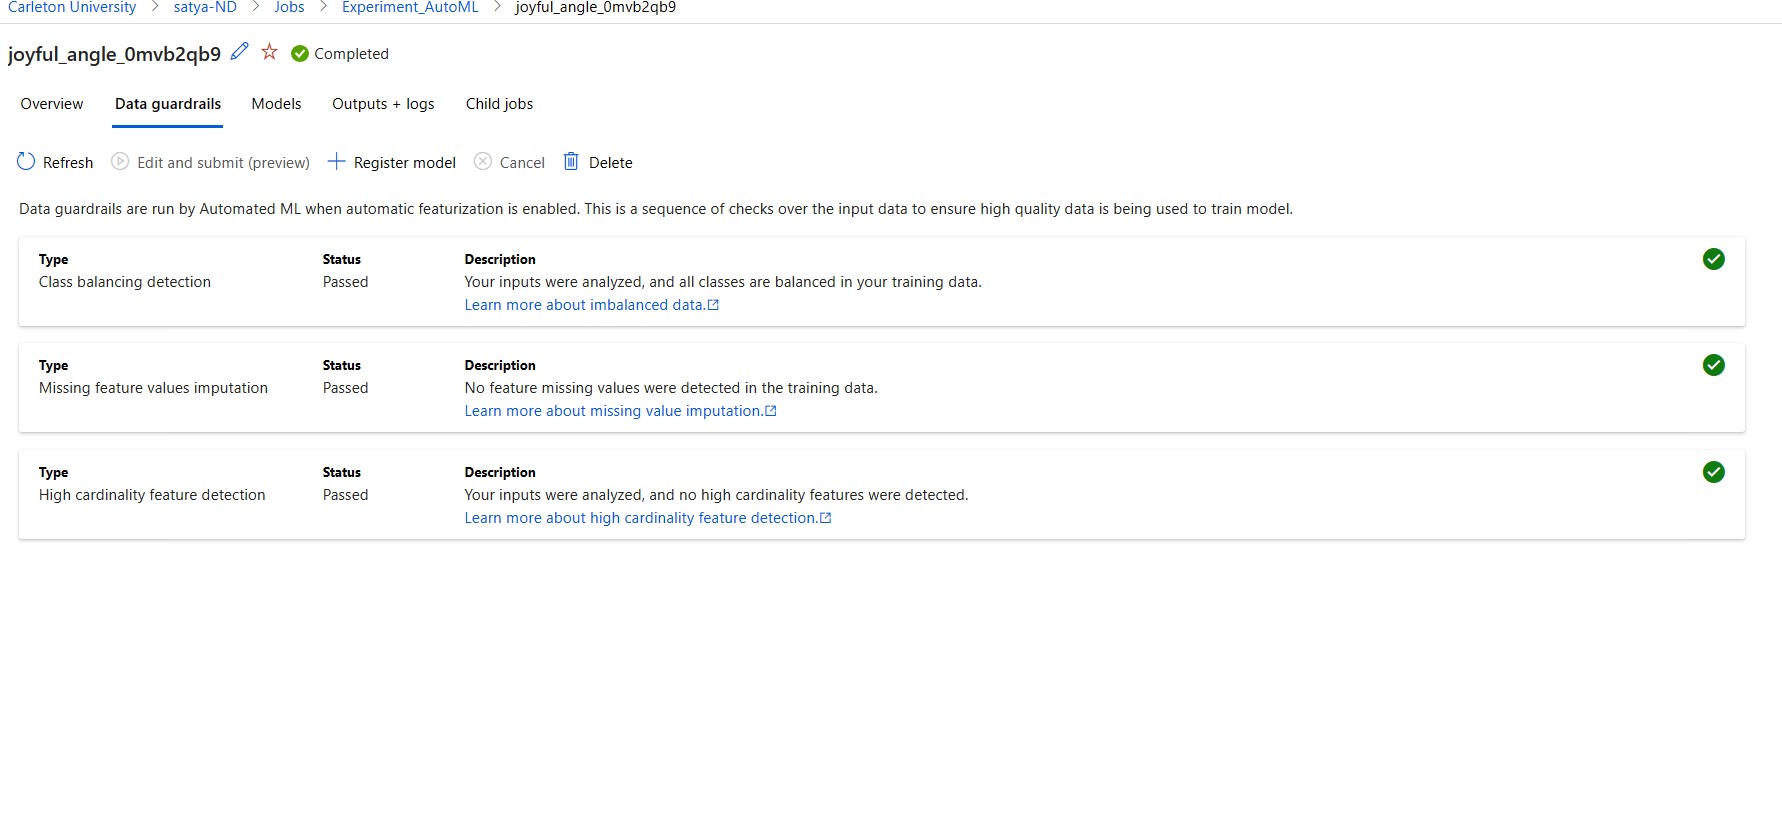 Carleton University > satya-ND > Jobs > Experiment_AutoML > joyful_angle_0mvb2qb9
joyful_angle_0mvb2qb9 Completed
Overview Data guardrails Models Outputs + logs Child jobs
Refresh Edit and submit (preview) Register model Cancel Delete
Data guardrails are run by Automated ML when automatic featurization is enabled. This is a sequence of checks over the input data to ensure high quality data is being used to train model.
Type Status Description
Class balancing detection Passed Your inputs were analyzed, and all classes are balanced in your training data.
Learn more about imbalanced data.
Type Status Description
Missing feature values imputation Passed No feature missing values were detected in the training data.
Learn more about missing value imputation.
Type Status Description
High cardinality feature detection Passed Your inputs were analyzed, and no high cardinality features were detected.
Learn more about high cardinality feature detection.